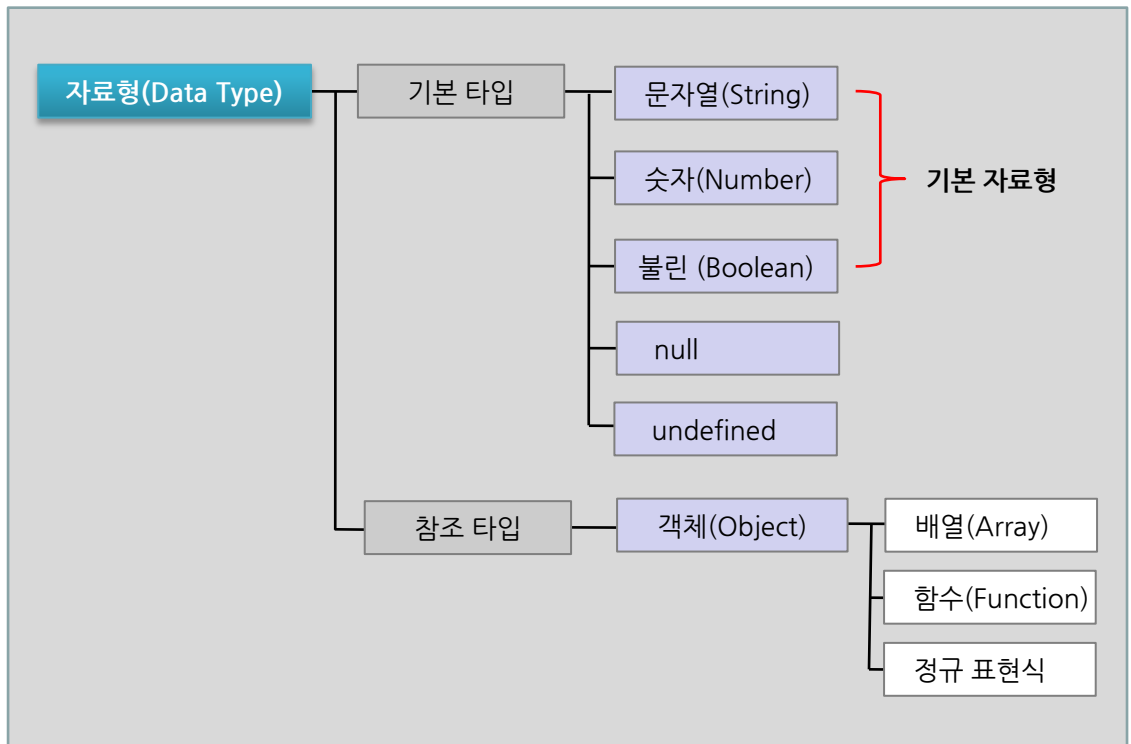 자료형(Data Type)
기본 타입
문자열(String)
숫자(Number)
기본 자료형
불린 (Boolean)
null
undefined
참조 타입
객체(Object)
배열(Array)
함수(Function)
정규 표현식